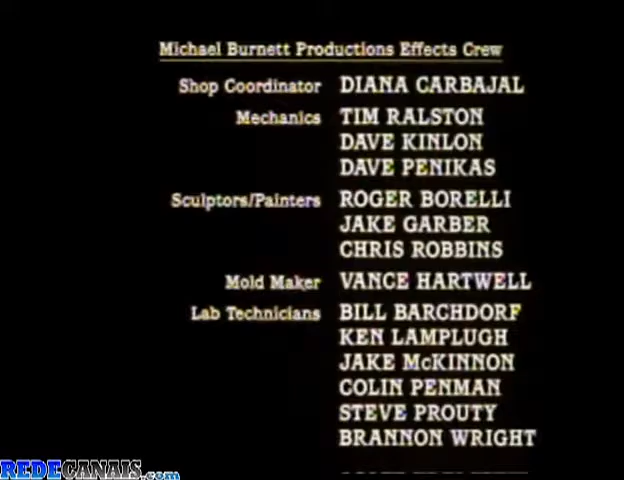 Michael Burnett Productions Effects Crew
Shop Coordinator DIANA CARBAJAL
Mechanics TIM RALSTON
DAVE KINLON
DAVE PENIKAS
Sculptors/Painters ROGER BORELLI
JAKE GARBER
CHRIS ROBBINS
Mold Maker VANCE HARTWELL
Lab Technicians BILL BARCHDORF
KEN LAMPLUGH
JAKE McKINNON
COLIN PENMAN
STEVE PROUTY
BRANNON WRIGHT
REDECANAIS.com